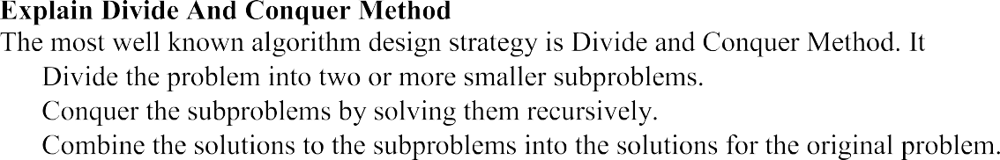 Explain Divide And Conquer Method
The most well known algorithm design strategy is Divide and Conquer Method. It
Divide the problem into two or more smaller subproblems.
Conquer the subproblems by solving them recursively.
Combine the solutions to the subproblems into the solutions for the original problem.